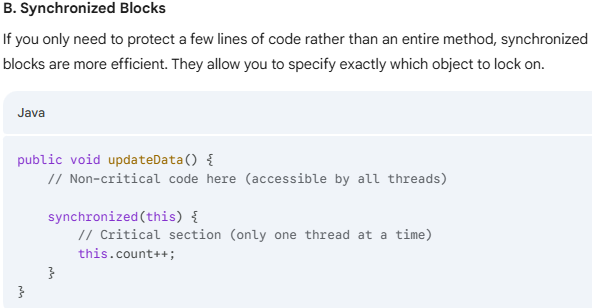 B. Synchronized Blocks
If you only need to protect a few lines of code rather than an entire method, synchronized
blocks are more efficient. They allow you to specify exactly which object to lock on.
Java
public void updateData() {
    // Non-critical code here (accessible by all threads)
    synchronized(this) {
        // Critical section (only one thread at a time)
        this.count++;
    }
}